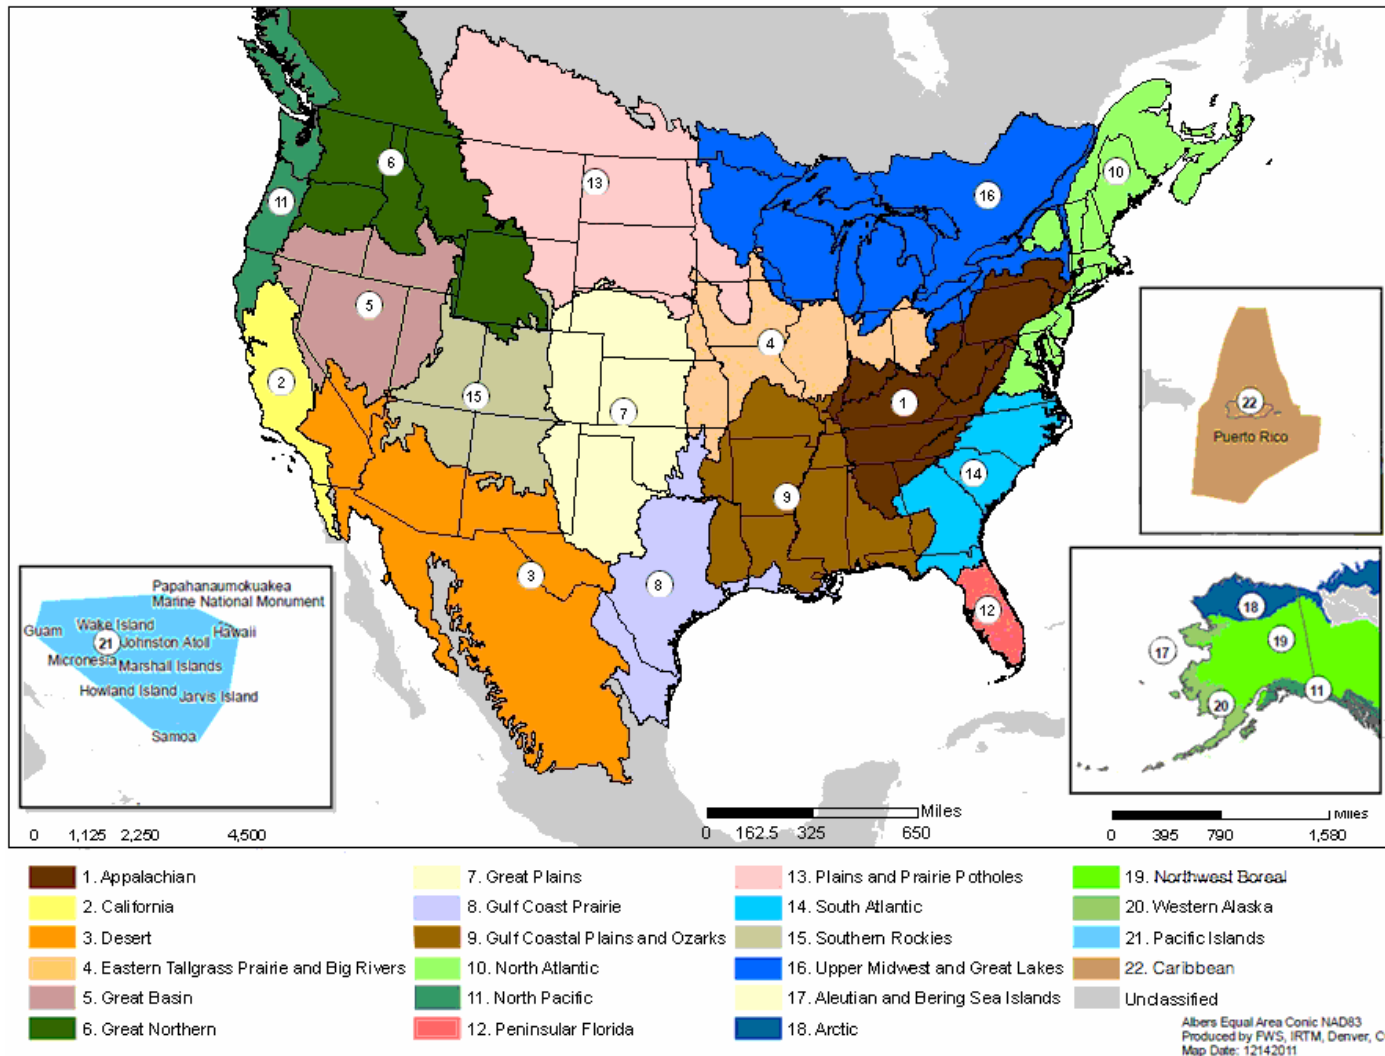 6
13
11
16
10
5
4
2
15
7
1
22
Puerto Rico
14
9
3
8
12
Papahanaumokuakea
Marine National Monument
Guam
Wake Island
Hawaii
21
Johnston Atoll
Micronesia
Marshall Islands
Howland Island
Jarvis Island
Samoa
18
17
19
20
11
0 1,125 2,250 4,500
Miles
0 162.5 325 650
Miles
0 395 790 1,580
1. Appalachian
2. California
3. Desert
4. Eastern Tallgrass Prairie and Big Rivers
5. Great Basin
6. Great Northern
7. Great Plains
8. Gulf Coast Prairie
9. Gulf Coastal Plains and Ozarks
10. North Atlantic
11. North Pacific
12. Peninsular Florida
13. Plains and Prairie Potholes
14. South Atlantic
15. Southern Rockies
16. Upper Midwest and Great Lakes
17. Aleutian and Bering Sea Islands
18. Arctic
19. Northwest Boreal
20. Western Alaska
21. Pacific Islands
22. Caribbean
Unclassified
Albers Equal Area Conic NAD83
Produced by FWS, IRTM, Denver, C
Map Date: 12142011